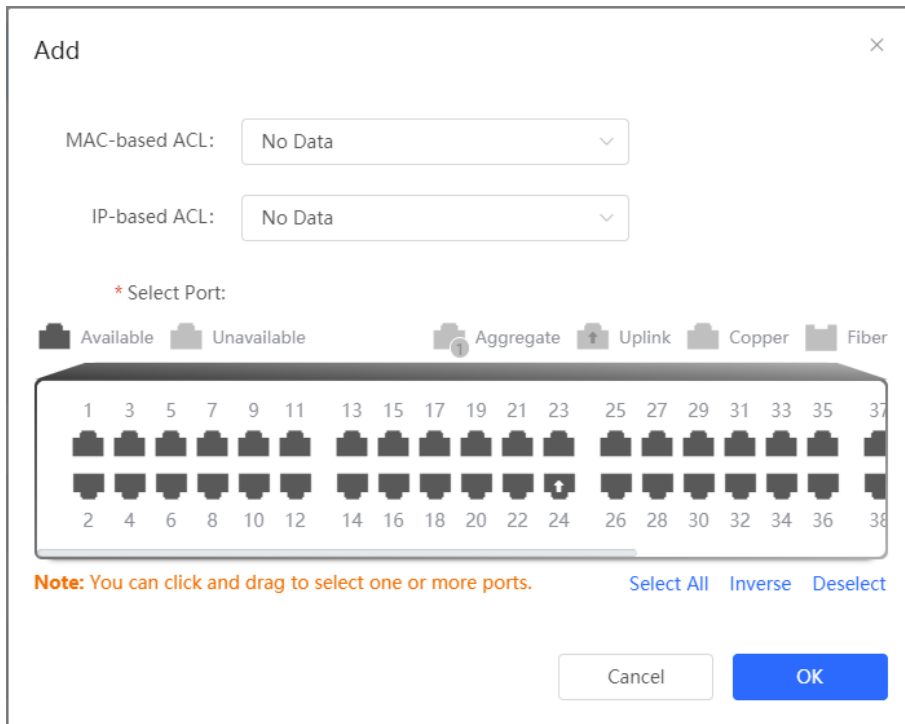 Add
MAC-based ACL: No Data
IP-based ACL: No Data
* Select Port:
Available Unavailable Aggregate Uplink Copper Fiber
1
1 3 5 7 9 11 13 15 17 19 21 23 25 27 29 31 33 35 37
2 4 6 8 10 12 14 16 18 20 22 24 26 28 30 32 34 36 38
Note: You can click and drag to select one or more ports. Select All Inverse Deselect
Cancel OK